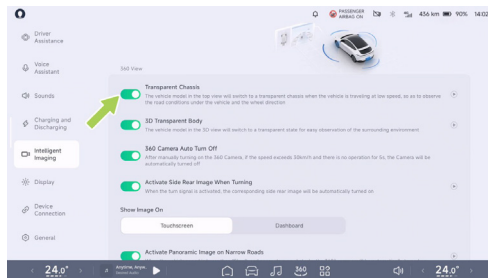 PASSENGER
AIRBAG ON
436 km
90%
14:02
Driver
Assistance
Voice
Assistant
Sounds
Charging and
Discharging
Intelligent
Imaging
Display
Device
Connection
General
360 View
Transparent Chassis
The vehicle model in the top view will switch to a transparent chassis when the vehicle is traveling at low speed, so as to observe
the road conditions under the vehicle and the wheel direction
3D Transparent Body
The vehicle model in the 3D view will switch to a transparent state for easy observation of the surrounding environment
360 Camera Auto Turn Off
After manually turning on the 360 Camera, if the speed exceeds 30km/h and there is no operation for 5s, the Camera will be
automatically turned off
Activate Side Rear Image When Turning
When the turn signal is activated, the corresponding side rear image will be automatically turned on
Show Image On
Touchscreen
Dashboard
Activate Panoramic Image on Narrow Roads
24.0°
Anytime, Anyw..
360
24.0°